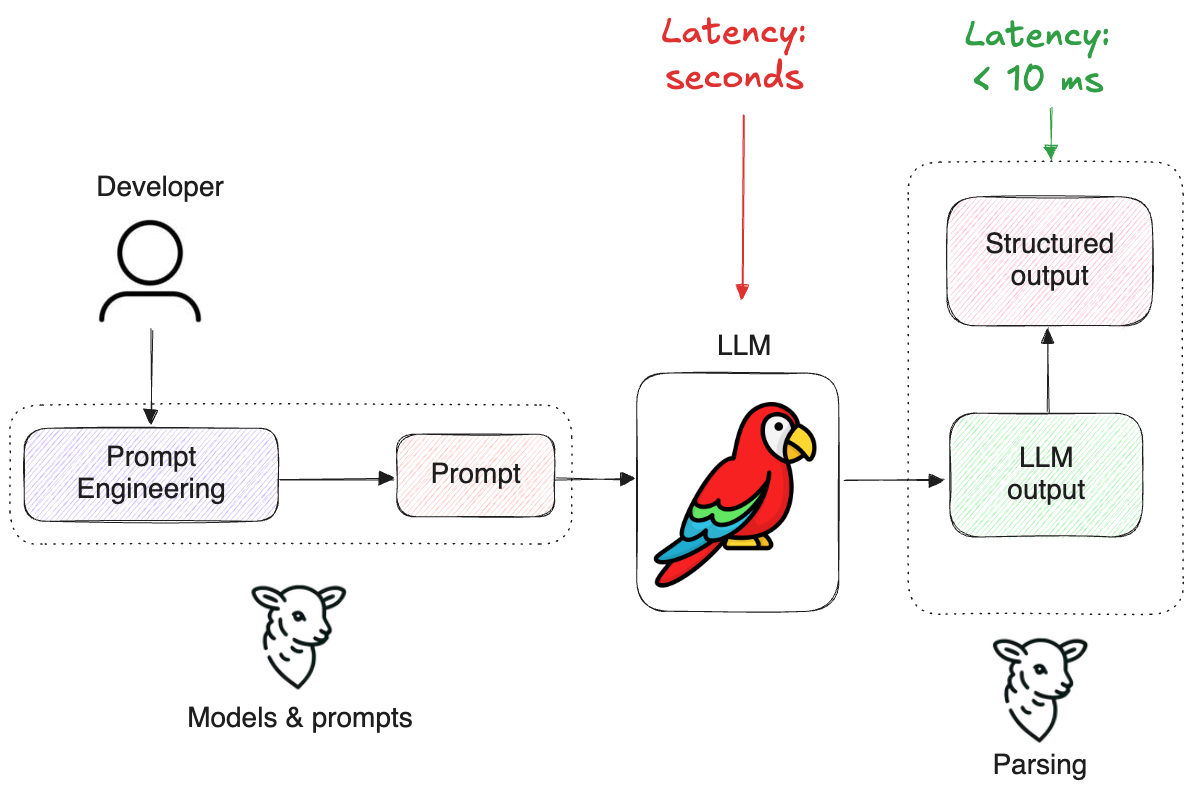 Latency:
seconds
Latency:
< 10 ms
Developer
Structured
output
LLM
Prompt
Engineering
Prompt
LLM
output
Models & prompts
Parsing